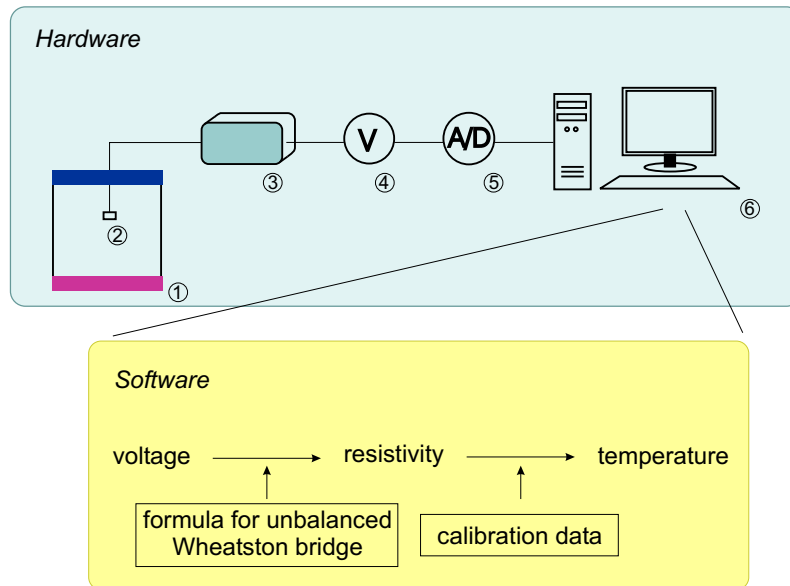 Hardware
V
A/D
③
④
⑤
②
⑥
①
Software
voltage
resistivity
temperature
formula for unbalanced
Wheatston bridge
calibration data